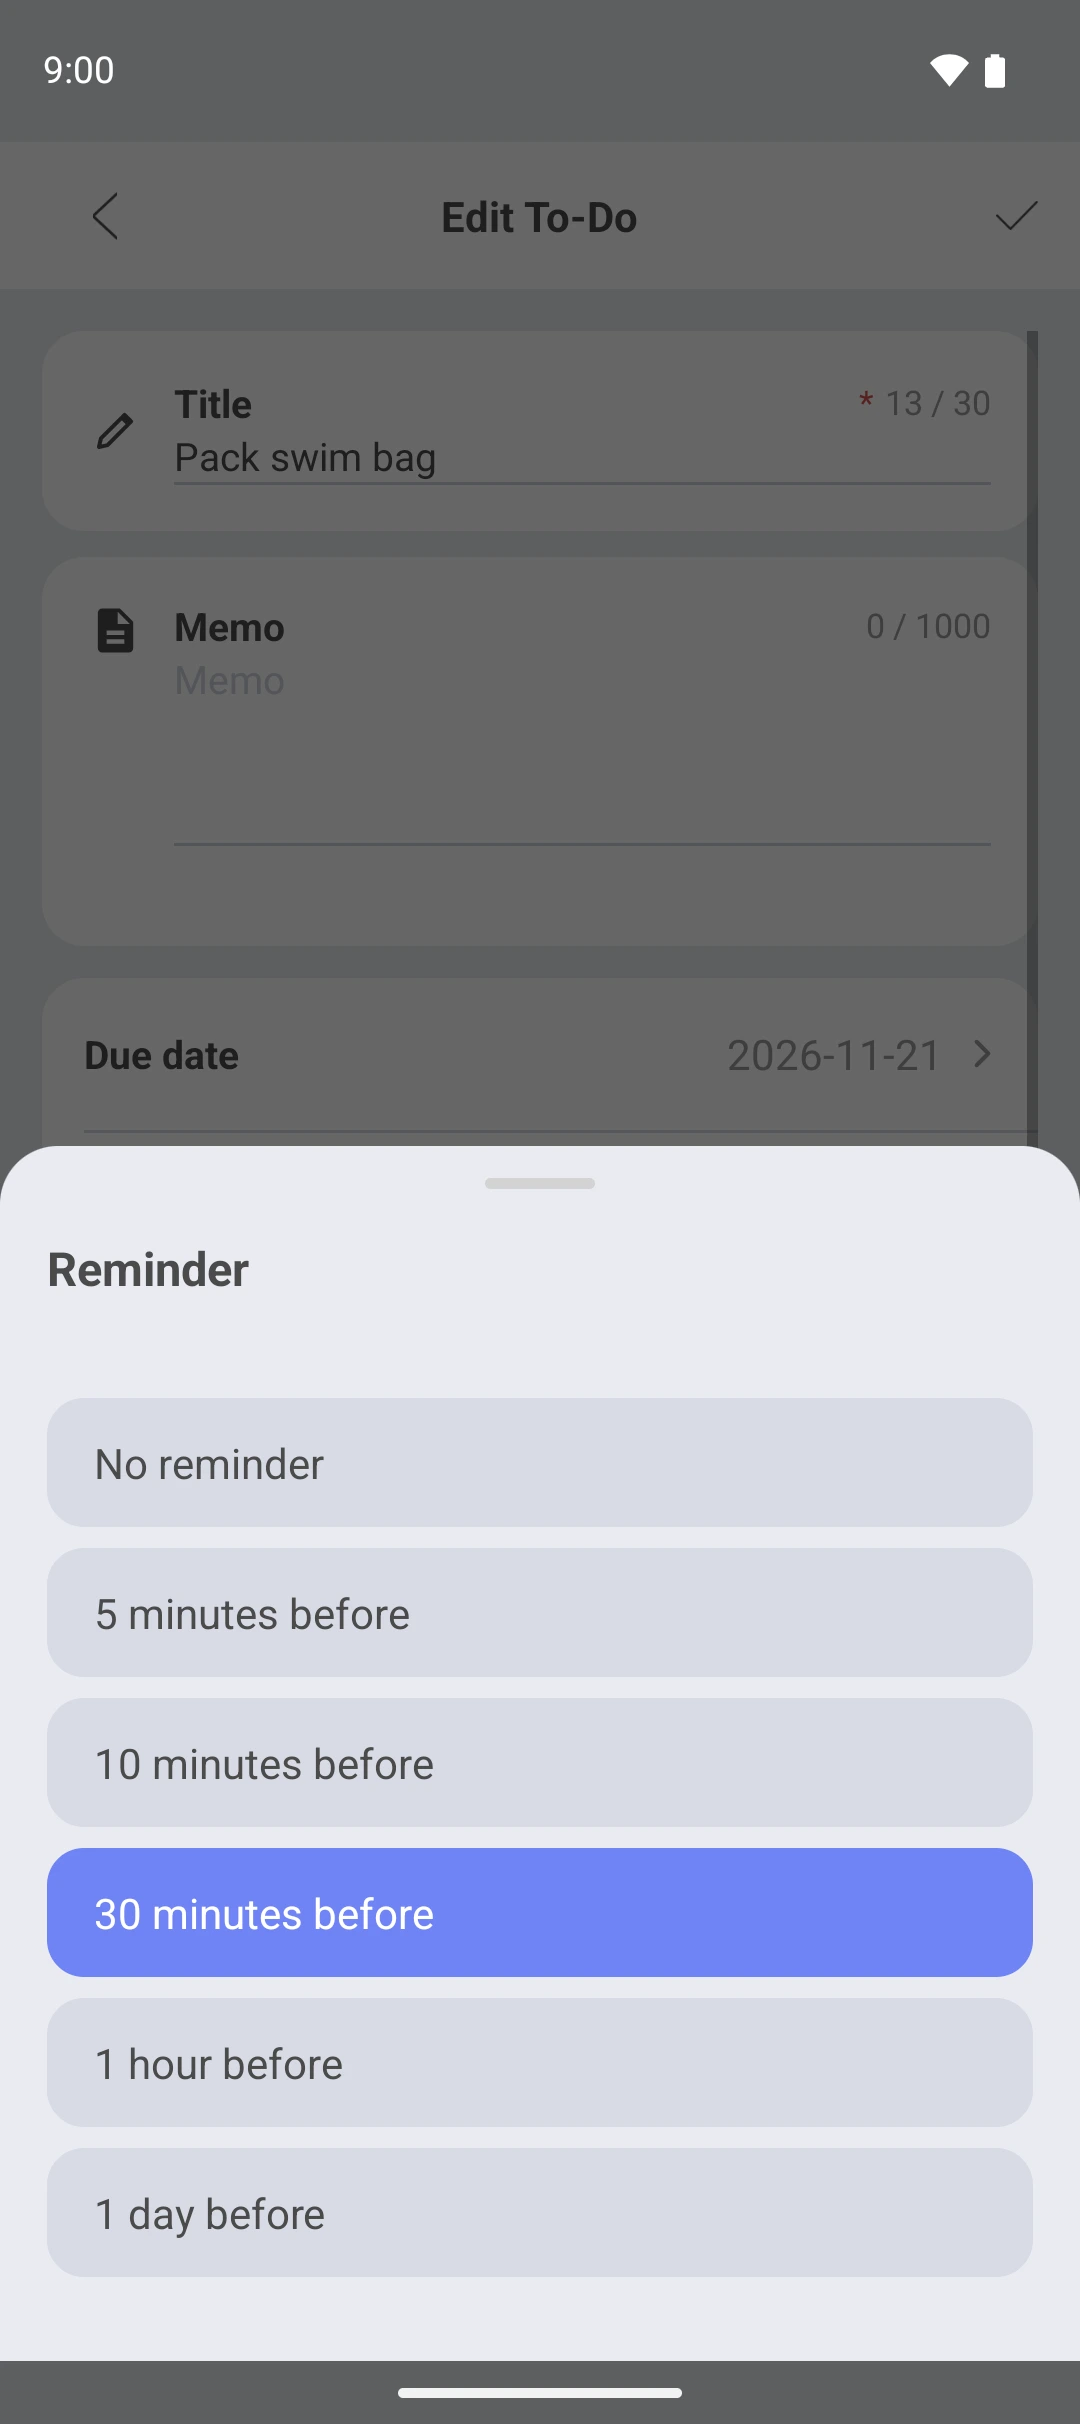 9:00
Edit To-Do
Title
* 13 / 30
Pack swim bag
Memo
0 / 1000
Memo
Due date
2026-11-21
Reminder
No reminder
5 minutes before
10 minutes before
30 minutes before
1 hour before
1 day before